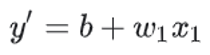 y′ = b + w₁x₁